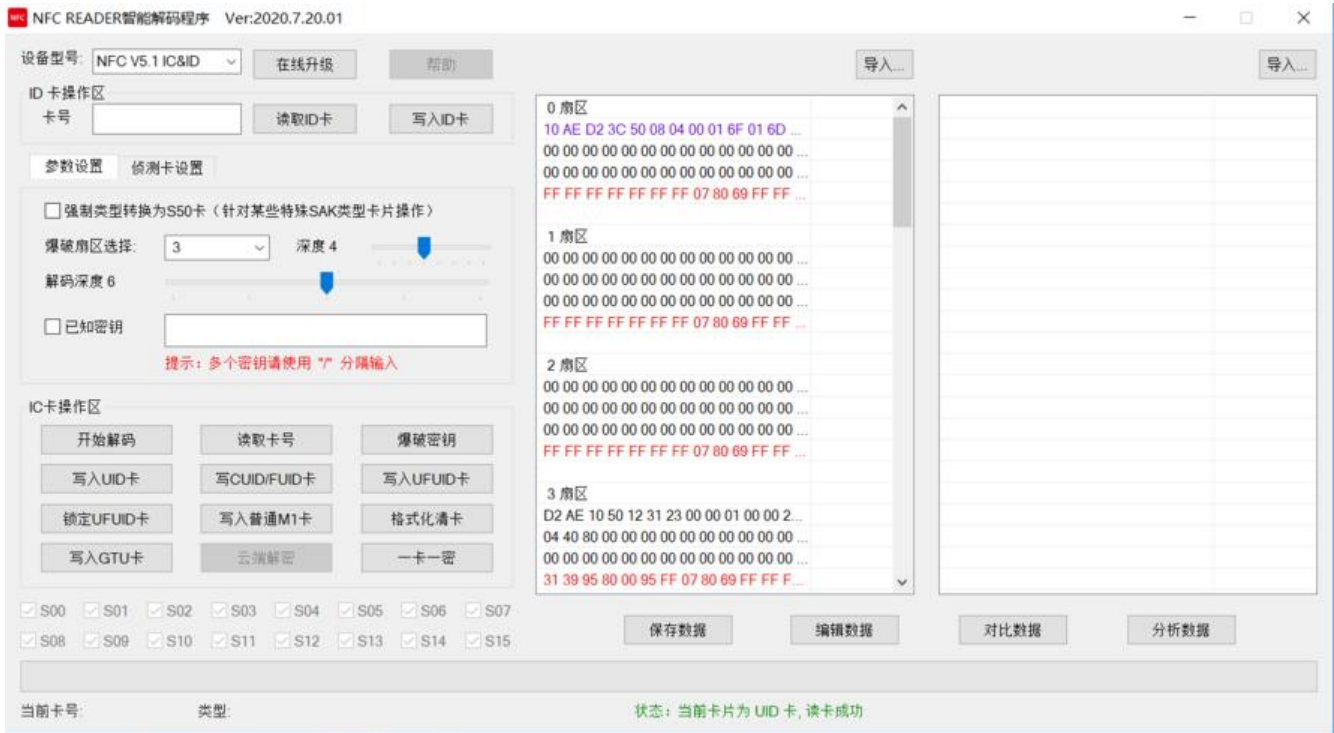 NFC NFC READER智能解码程序 Ver:2020.7.20.01
设备型号: NFC V5.1 IC&ID 在线升级 帮助
导入...
导入...
ID 卡操作区
卡号 读取ID卡 写入ID卡
参数设置 侦测卡设置
强制类型转换为S50卡（针对某些特殊SAK类型卡片操作）
爆破扇区选择: 3 深度 4
解码深度 6
已知密钥
提示：多个密钥请使用 "/" 分隔输入
IC卡操作区
开始解码 读取卡号 爆破密钥
写入UID卡 写CUID/FUID卡 写入UFUID卡
锁定UFUID卡 写入普通M1卡 格式化清卡
写入GTU卡 云端解密 一卡一密
S00 S01 S02 S03 S04 S05 S06 S07
S08 S09 S10 S11 S12 S13 S14 S15
0 扇区
10 AE D2 3C 50 08 04 00 01 6F 01 6D ...
00 00 00 00 00 00 00 00 00 00 00 00 ...
00 00 00 00 00 00 00 00 00 00 00 00 ...
FF FF FF FF FF FF FF 07 80 69 FF FF ...
1 扇区
00 00 00 00 00 00 00 00 00 00 00 00 ...
00 00 00 00 00 00 00 00 00 00 00 00 ...
00 00 00 00 00 00 00 00 00 00 00 00 ...
FF FF FF FF FF FF FF 07 80 69 FF FF ...
2 扇区
00 00 00 00 00 00 00 00 00 00 00 00 ...
00 00 00 00 00 00 00 00 00 00 00 00 ...
00 00 00 00 00 00 00 00 00 00 00 00 ...
FF FF FF FF FF FF FF 07 80 69 FF FF ...
3 扇区
D2 AE 10 50 12 31 23 00 00 01 00 00 2...
04 40 80 00 00 00 00 00 00 00 00 00 ...
00 00 00 00 00 00 00 00 00 00 00 00 ...
31 39 95 80 00 95 FF 07 80 69 FF FF F...
保存数据 编辑数据 对比数据 分析数据
当前卡号: 类型: 状态：当前卡片为 UID 卡, 读卡成功